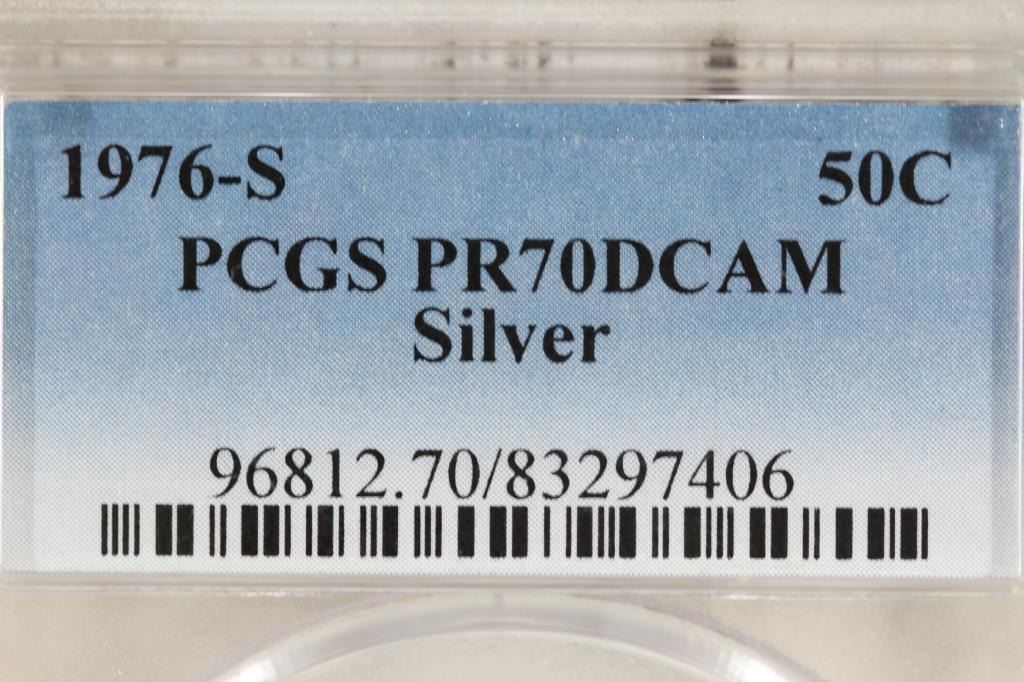 1976-S 50C
PCGS PR70DCAM
Silver
96812.70/83297406